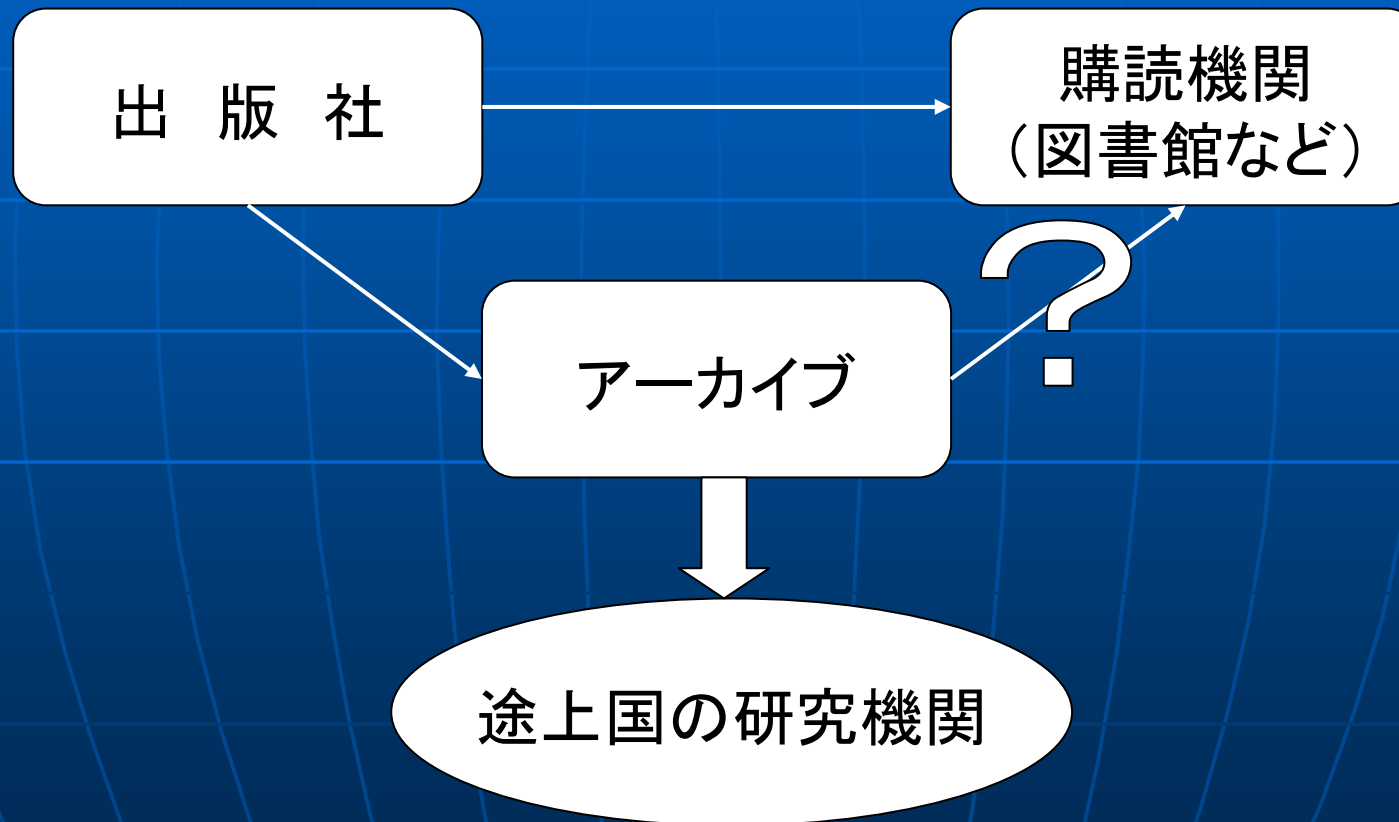 出　版　社
購読機関
（図書館など）
？
アーカイブ
途上国の研究機関